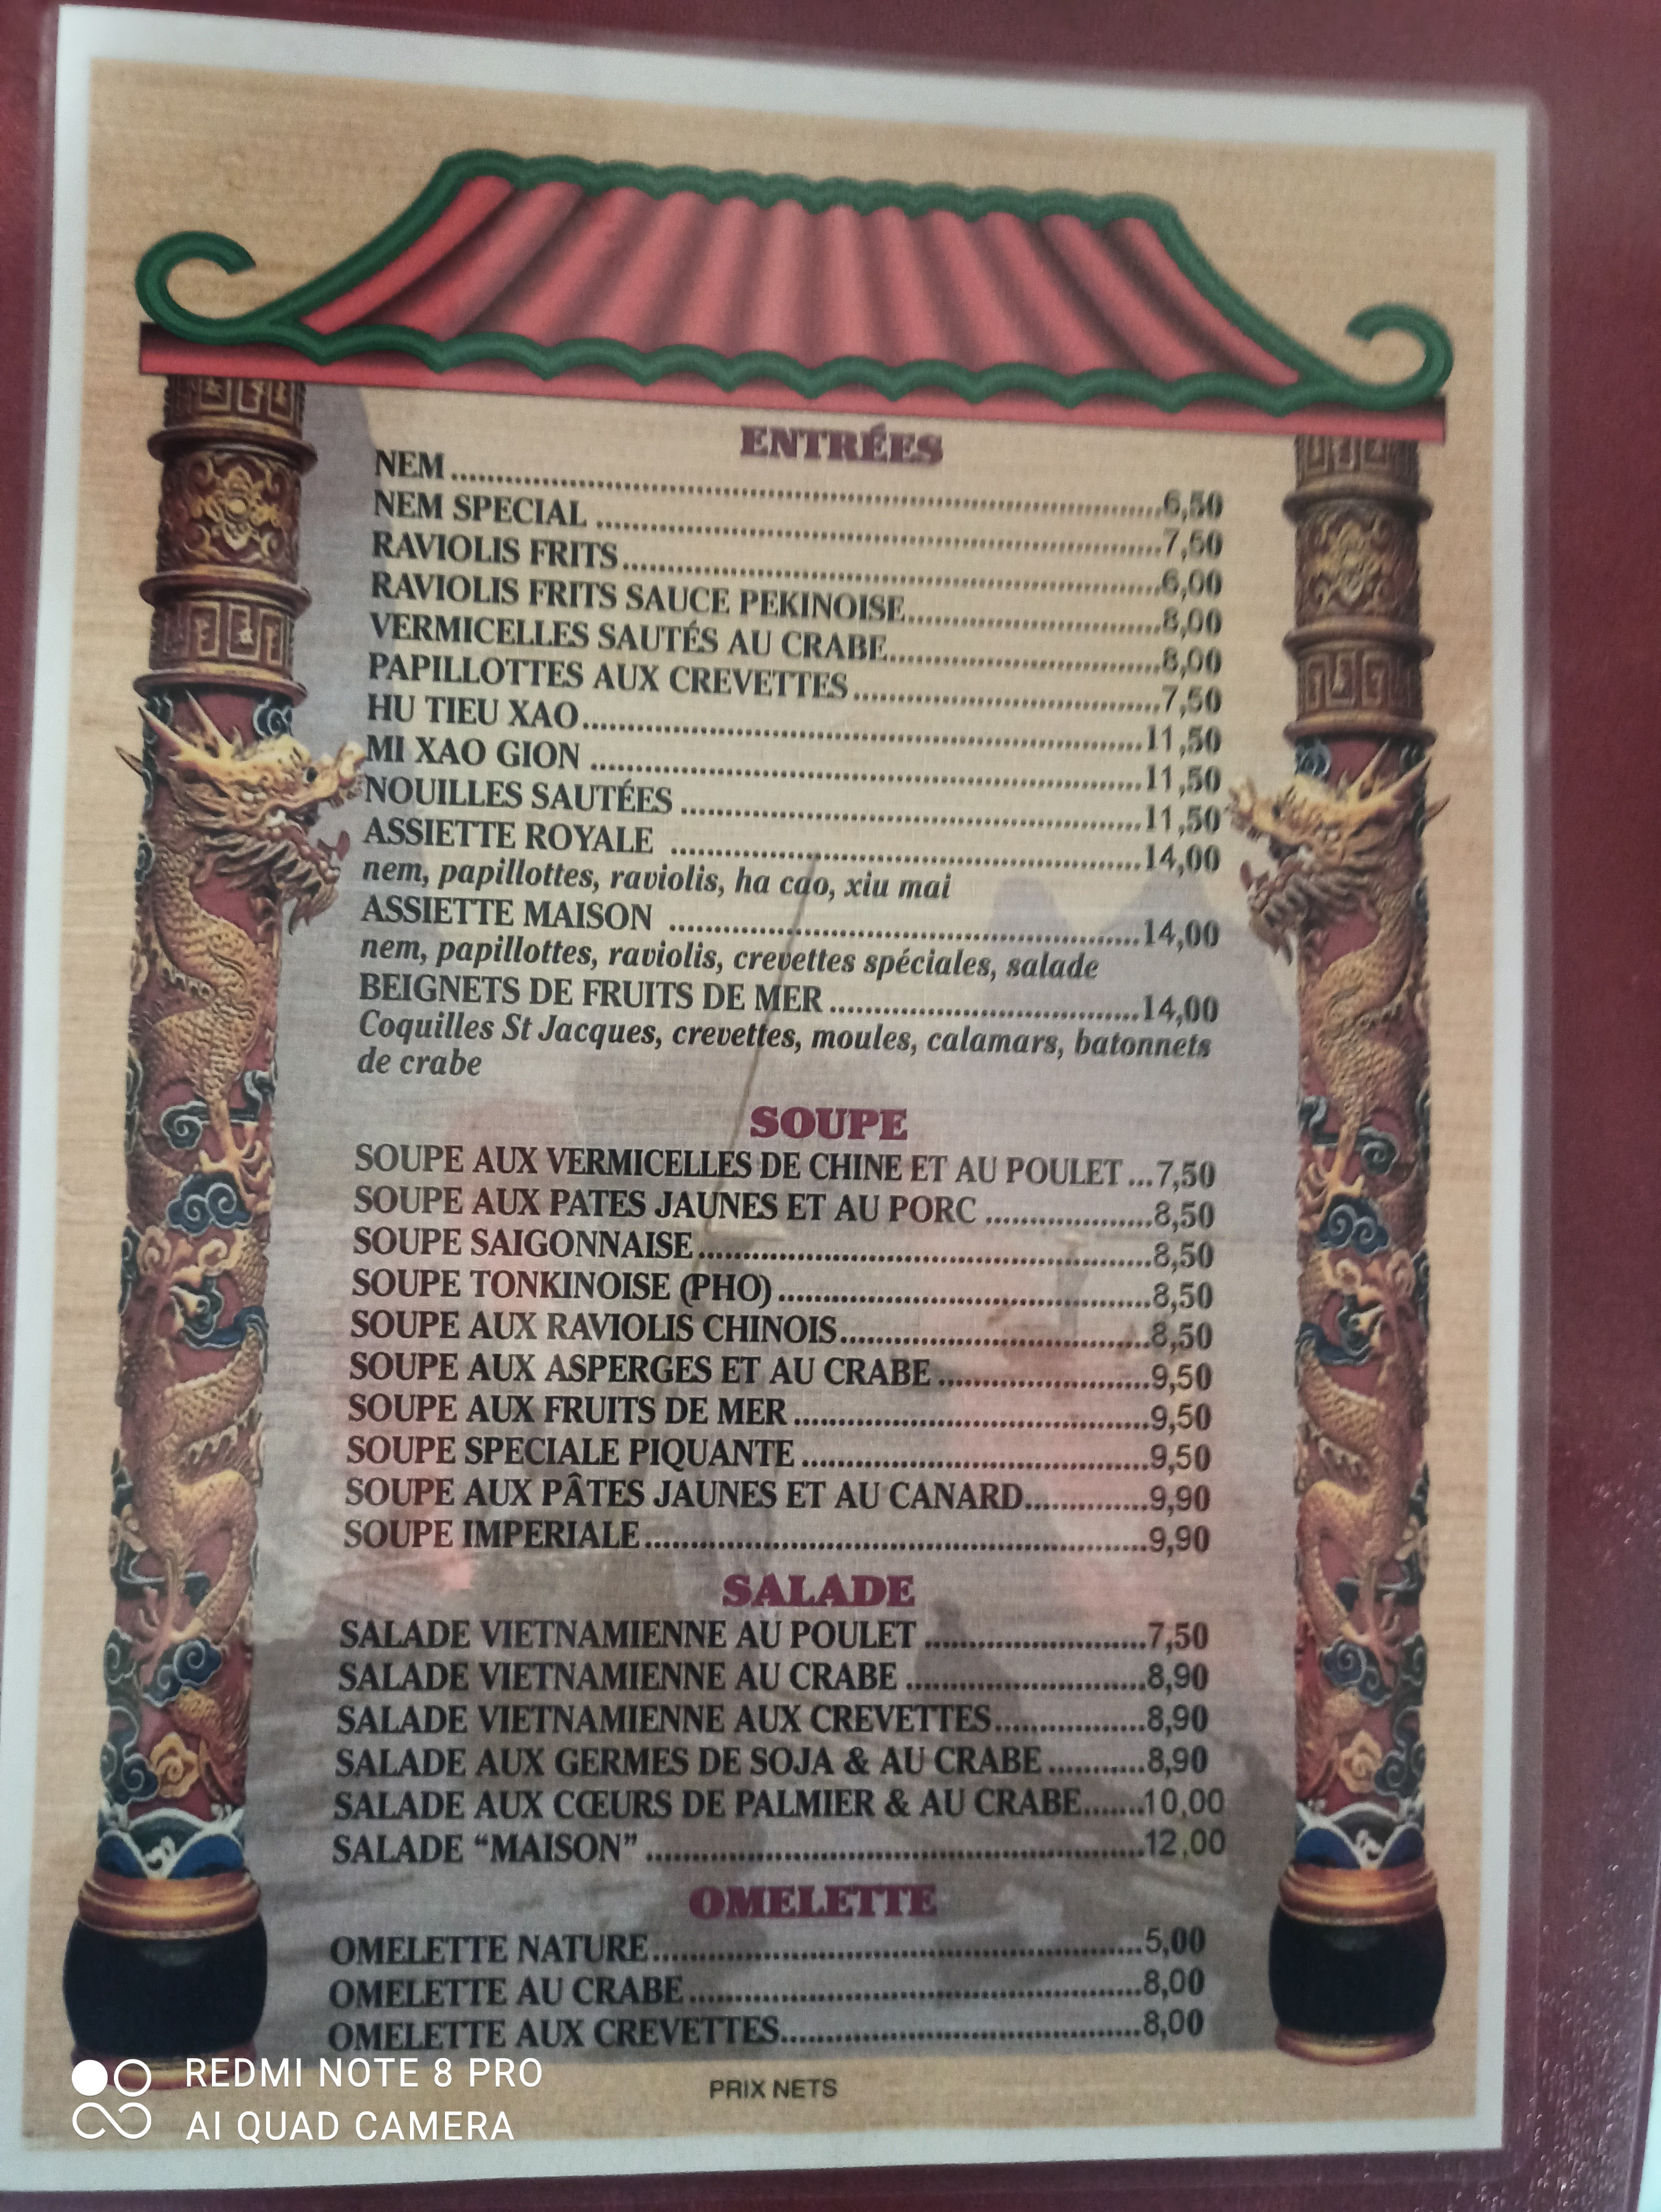 ENTRÉES
NEM 6,50
NEM SPECIAL 7,50
RAVIOLIS FRITS 6,00
RAVIOLIS FRITS SAUCE PEKINOISE 8,00
VERMICELLES SAUTÉS AU CRABE 8,00
PAPILLOTTES AUX CREVETTES 7,50
HU TIEU XAO 11,50
MI XAO GION 11,50
NOUILLES SAUTÉES 11,50
ASSIETTE ROYALE 14,00
nem, papillottes, raviolis, ha cao, xiu mai
ASSIETTE MAISON 14,00
nem, papillottes, raviolis, crevettes spéciales, salade
BEIGNETS DE FRUITS DE MER 14,00
Coquilles St Jacques, crevettes, moules, calamars, batonnets
de crabe
SOUPE
SOUPE AUX VERMICELLES DE CHINE ET AU POULET ...7,50
SOUPE AUX PATES JAUNES ET AU PORC 8,50
SOUPE SAIGONNAISE 8,50
SOUPE TONKINOISE (PHO) 8,50
SOUPE AUX RAVIOLIS CHINOIS 8,50
SOUPE AUX ASPERGES ET AU CRABE 9,50
SOUPE AUX FRUITS DE MER 9,50
SOUPE SPECIALE PIQUANTE 9,50
SOUPE AUX PÂTES JAUNES ET AU CANARD 9,90
SOUPE IMPERIALE 9,90
SALADE
SALADE VIETNAMIENNE AU POULET 7,50
SALADE VIETNAMIENNE AU CRABE 8,90
SALADE VIETNAMIENNE AUX CREVETTES 8,90
SALADE AUX GERMES DE SOJA & AU CRABE 8,90
SALADE AUX CŒURS DE PALMIER & AU CRABE 10,00
SALADE “MAISON” 12,00
OMELETTE
OMELETTE NATURE 5,00
OMELETTE AU CRABE 8,00
OMELETTE AUX CREVETTES 8,00
PRIX NETS
REDMI NOTE 8 PRO
AI QUAD CAMERA